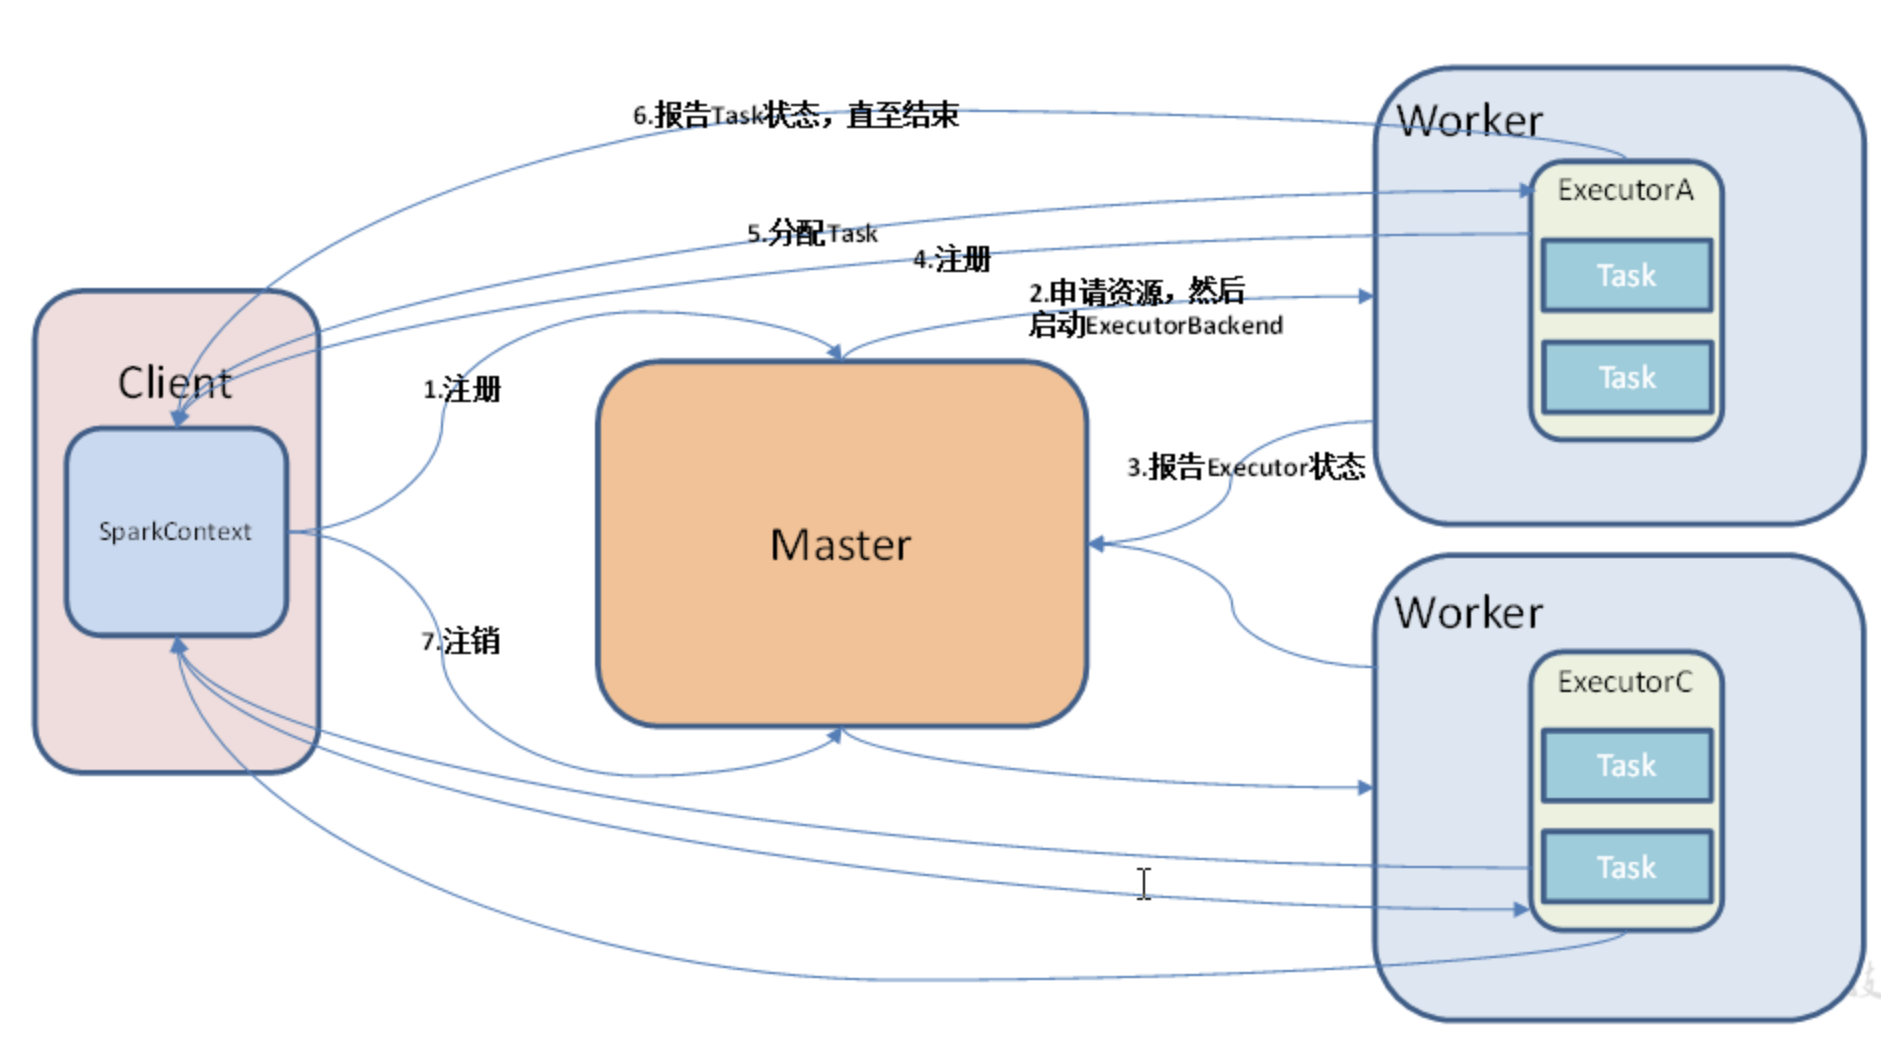 6.报告Task状态，直至结束
Worker
ExecutorA
5.分配Task
4.注册
Task
2.申请资源，然后
启动ExecutorBackend
Client
1.注册
Task
3.报告Executor状态
SparkContext
Master
Worker
7.注销
ExecutorC
Task
Task